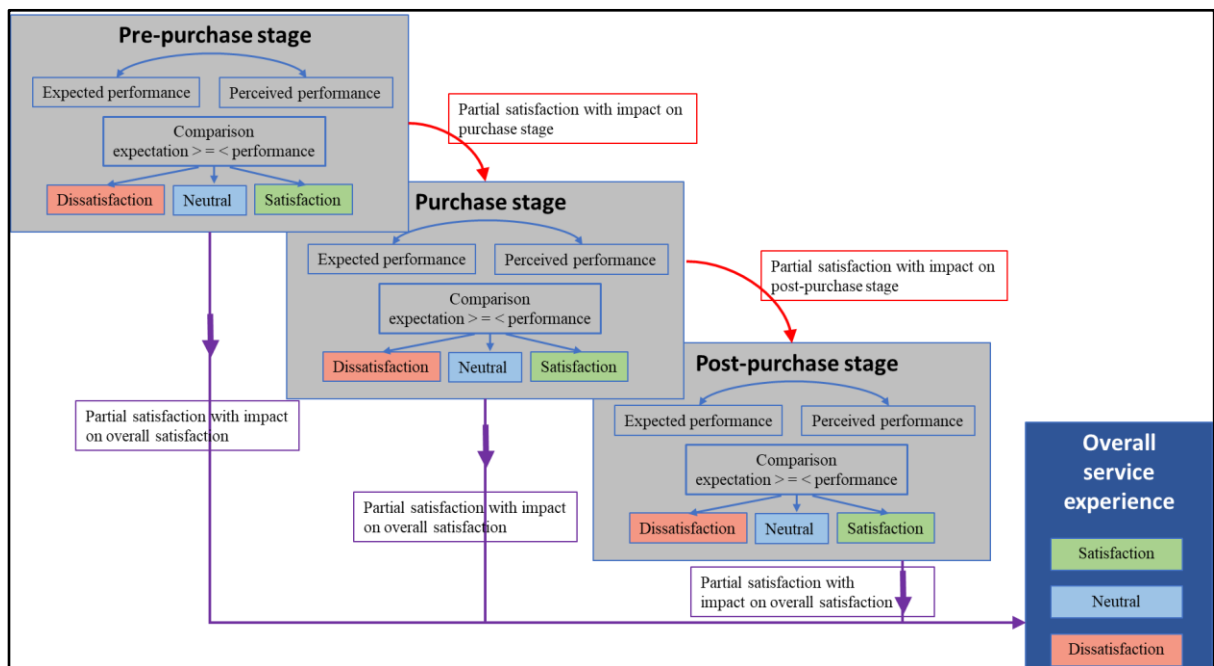 Pre-purchase stage
Expected performance
Perceived performance
Comparison
expectation > = < performance
Dissatisfaction
Neutral
Satisfaction
Partial satisfaction with impact on
purchase stage
Purchase stage
Expected performance
Perceived performance
Comparison
expectation > = < performance
Dissatisfaction
Neutral
Satisfaction
Partial satisfaction with impact on
post-purchase stage
Post-purchase stage
Expected performance
Perceived performance
Comparison
expectation > = < performance
Dissatisfaction
Neutral
Satisfaction
Partial satisfaction with impact
on overall satisfaction
Partial satisfaction with impact
on overall satisfaction
Partial satisfaction with
impact on overall satisfaction
Overall
service
experience
Satisfaction
Neutral
Dissatisfaction